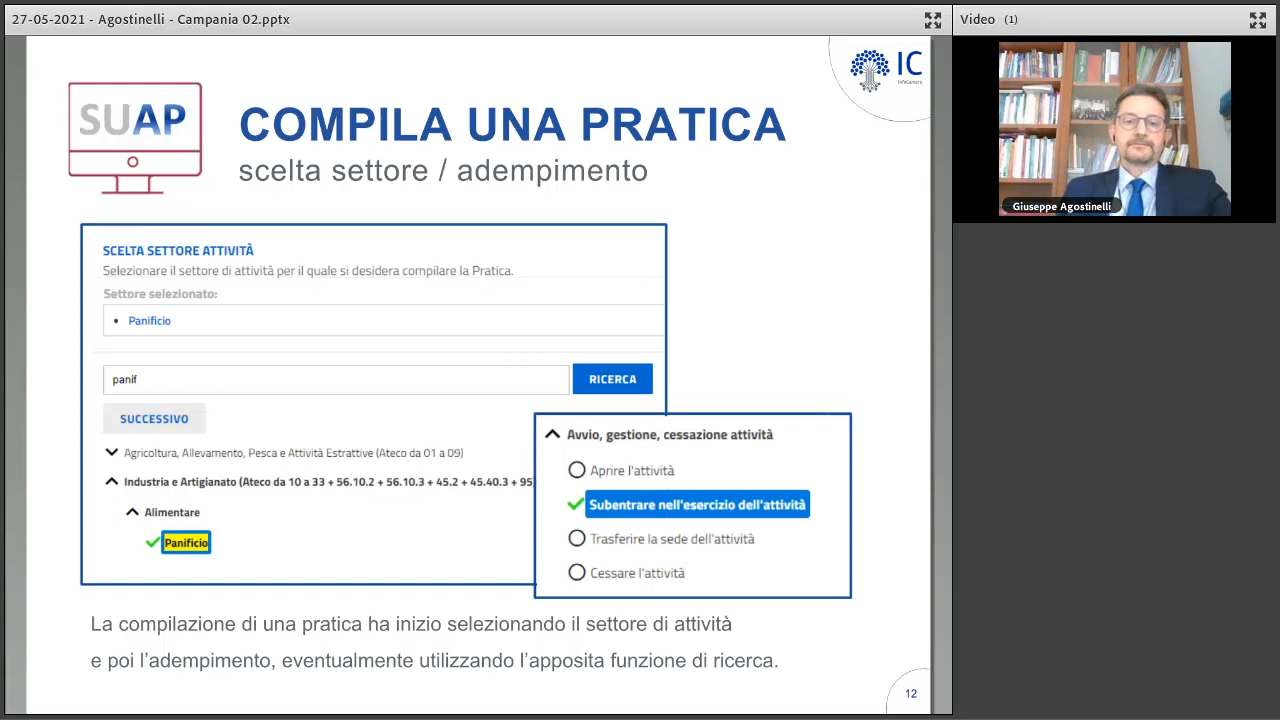 27-05-2021 - Agostinelli - Campania 02.pptx
Video (1)
IC
InfoCamere
SUAP
COMPILA UNA PRATICA
scelta settore / adempimento
Giuseppe Agostinelli
SCELTA SETTORE ATTIVITÀ
Selezionare il settore di attività per il quale si desidera compilare la Pratica.
Settore selezionato:
• Panificio
panif
RICERCA
SUCCESSIVO
Agricoltura, Allevamento, Pesca e Attività Estrattive (Ateco da 01 a 09)
Industria e Artigianato (Ateco da 10 a 33 + 56.10.2 + 56.10.3 + 45.2 + 45.40.3 + 95
Alimentare
Panificio
Avvio, gestione, cessazione attività
Aprire l'attività
Subentrare nell'esercizio dell'attività
Trasferire la sede dell'attività
Cessare l'attività
La compilazione di una pratica ha inizio selezionando il settore di attività
e poi l’adempimento, eventualmente utilizzando l’apposita funzione di ricerca.
12